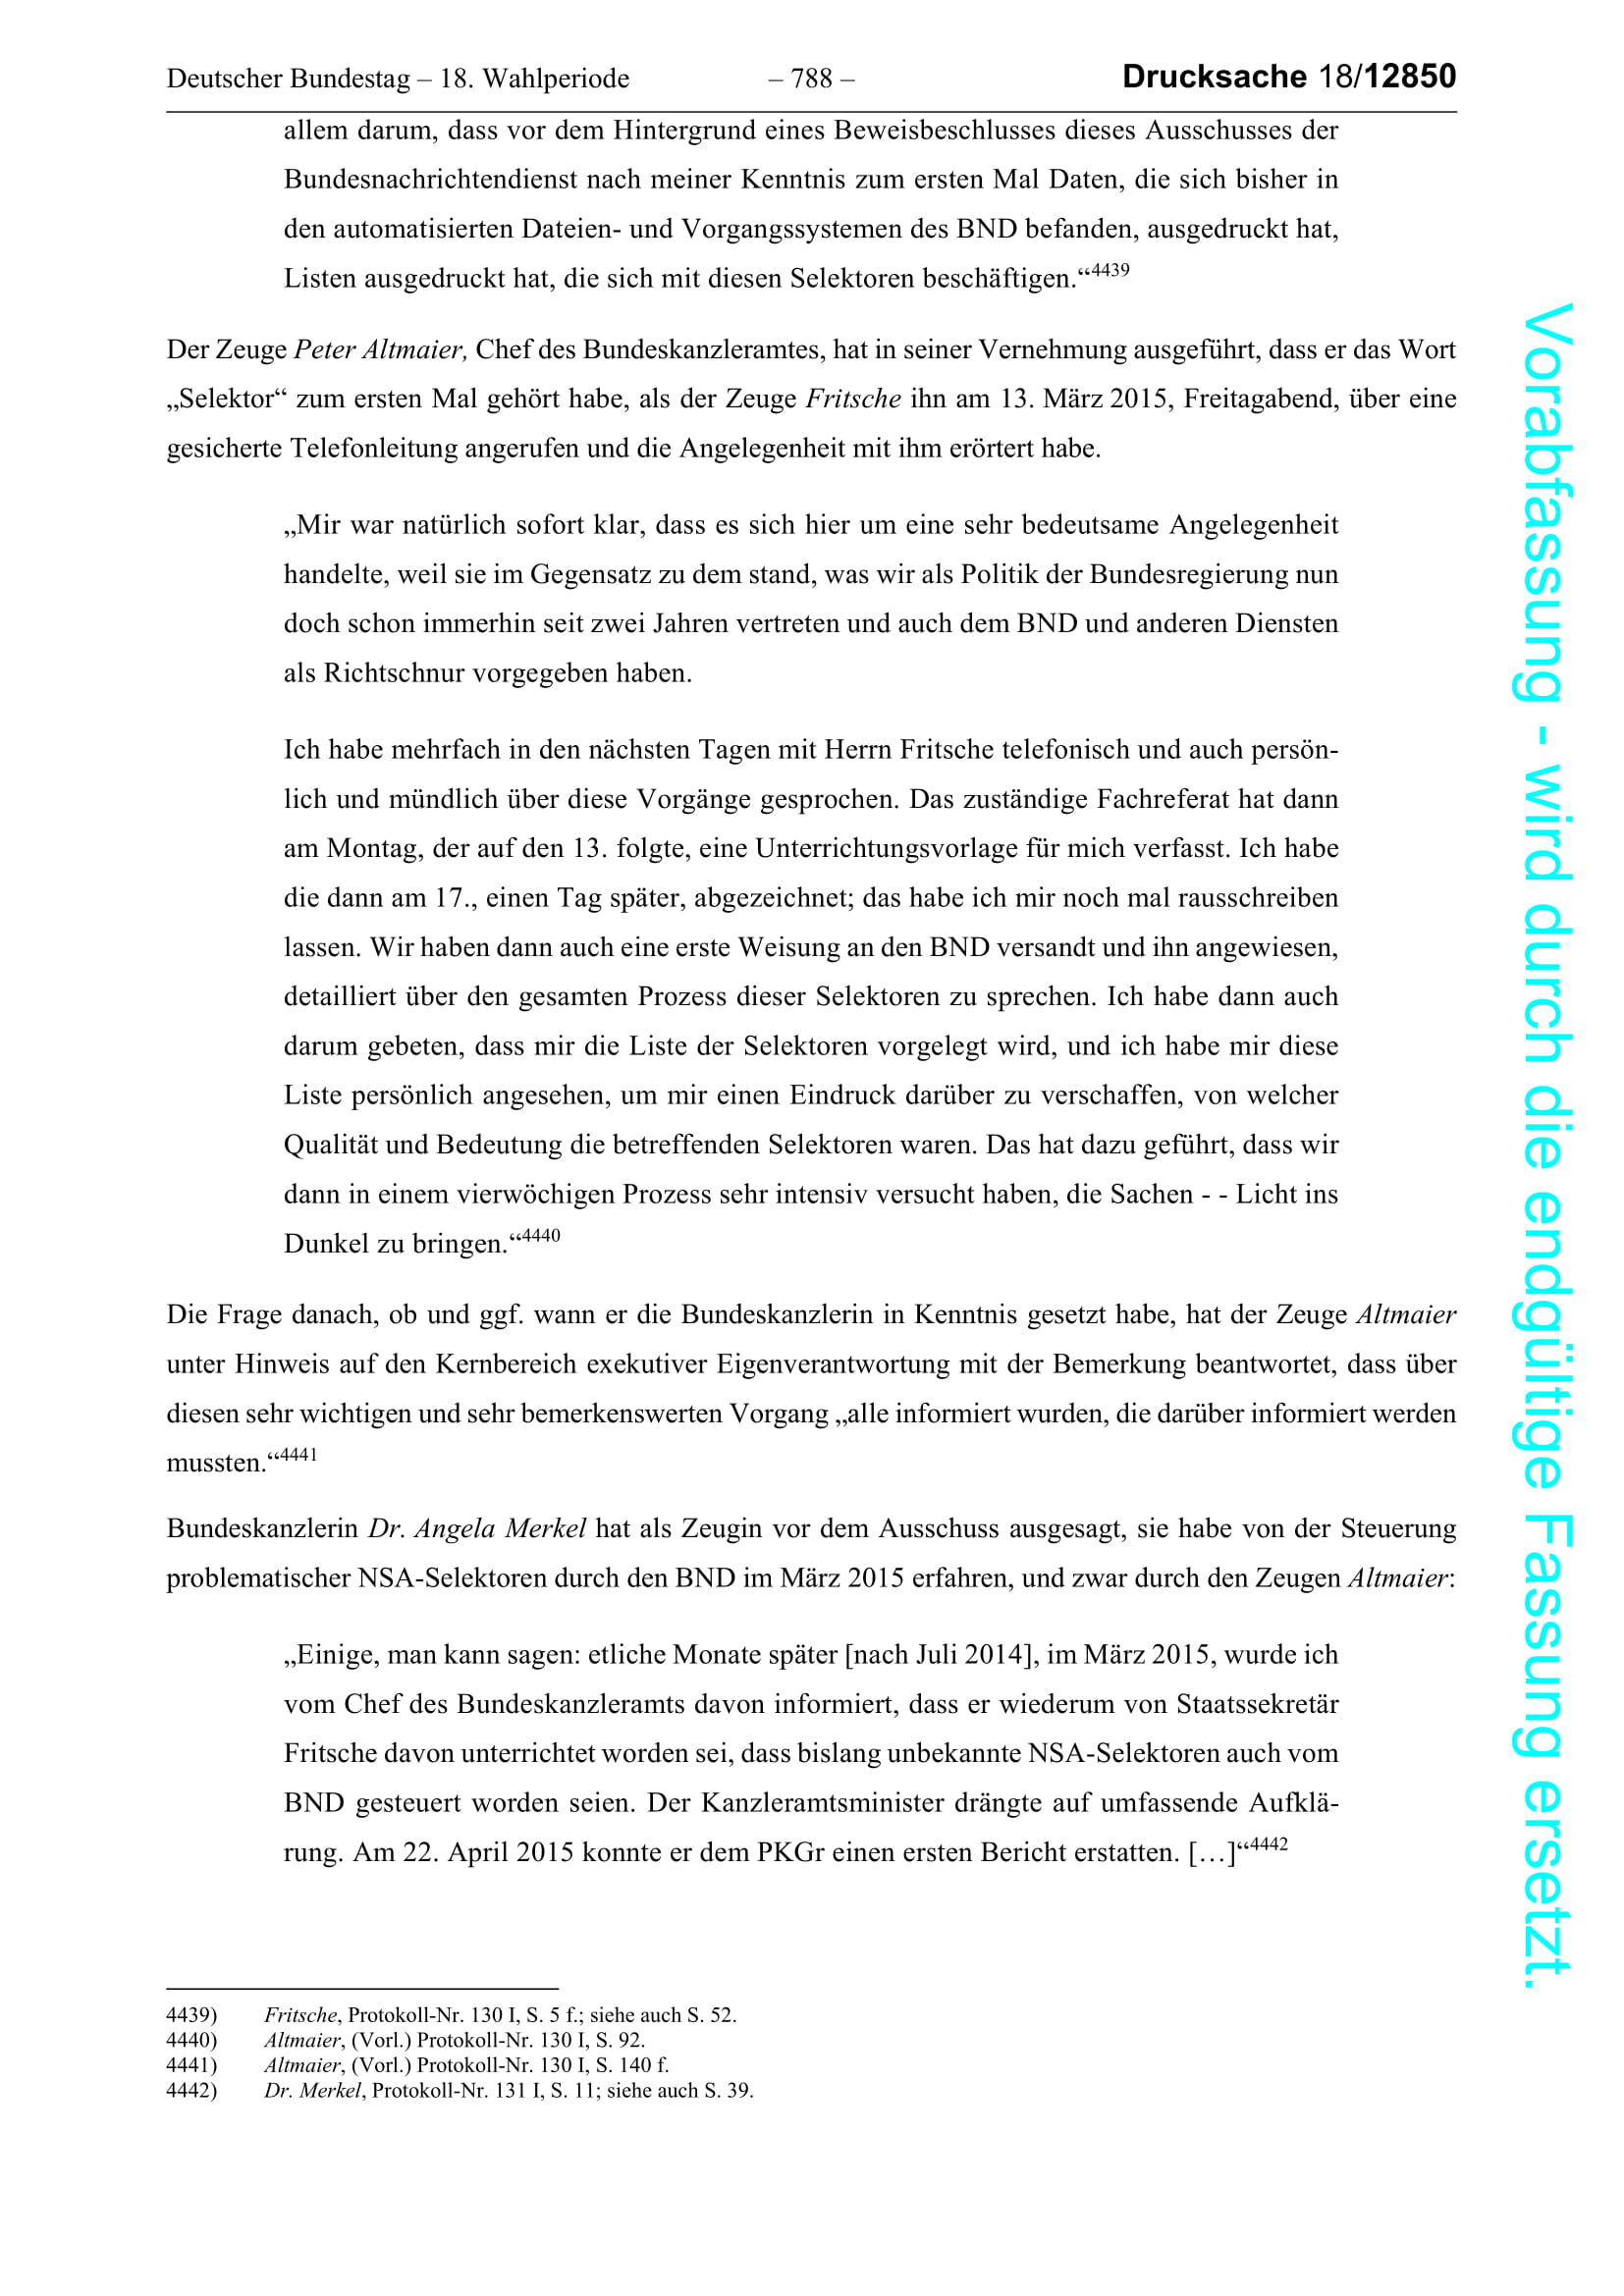 Deutscher Bundestag – 18. Wahlperiode – 788 – Drucksache 18/12850
allem darum, dass vor dem Hintergrund eines Beweisbeschlusses dieses Ausschusses der
Bundesnachrichtendienst nach meiner Kenntnis zum ersten Mal Daten, die sich bisher in
den automatisierten Dateien- und Vorgangssystemen des BND befanden, ausgedruckt hat,
Listen ausgedruckt hat, die sich mit diesen Selektoren beschäftigen.“4439
Der Zeuge Peter Altmaier, Chef des Bundeskanzleramtes, hat in seiner Vernehmung ausgeführt, dass er das Wort
„Selektor“ zum ersten Mal gehört habe, als der Zeuge Fritsche ihn am 13. März 2015, Freitagabend, über eine
gesicherte Telefonleitung angerufen und die Angelegenheit mit ihm erörtert habe.
„Mir war natürlich sofort klar, dass es sich hier um eine sehr bedeutsame Angelegenheit
handelte, weil sie im Gegensatz zu dem stand, was wir als Politik der Bundesregierung nun
doch schon immerhin seit zwei Jahren vertreten und auch dem BND und anderen Diensten
als Richtschnur vorgegeben haben.
Ich habe mehrfach in den nächsten Tagen mit Herrn Fritsche telefonisch und auch persön-
lich und mündlich über diese Vorgänge gesprochen. Das zuständige Fachreferat hat dann
am Montag, der auf den 13. folgte, eine Unterrichtungsvorlage für mich verfasst. Ich habe
die dann am 17., einen Tag später, abgezeichnet; das habe ich mir noch mal rausschreiben
lassen. Wir haben dann auch eine erste Weisung an den BND versandt und ihn angewiesen,
detailliert über den gesamten Prozess dieser Selektoren zu sprechen. Ich habe dann auch
darum gebeten, dass mir die Liste der Selektoren vorgelegt wird, und ich habe mir diese
Liste persönlich angesehen, um mir einen Eindruck darüber zu verschaffen, von welcher
Qualität und Bedeutung die betreffenden Selektoren waren. Das hat dazu geführt, dass wir
dann in einem vierwöchigen Prozess sehr intensiv versucht haben, die Sachen - - Licht ins
Dunkel zu bringen.“4440
Die Frage danach, ob und ggf. wann er die Bundeskanzlerin in Kenntnis gesetzt habe, hat der Zeuge Altmaier
unter Hinweis auf den Kernbereich exekutiver Eigenverantwortung mit der Bemerkung beantwortet, dass über
diesen sehr wichtigen und sehr bemerkenswerten Vorgang „alle informiert wurden, die darüber informiert werden
mussten.“4441
Bundeskanzlerin Dr. Angela Merkel hat als Zeugin vor dem Ausschuss ausgesagt, sie habe von der Steuerung
problematischer NSA-Selektoren durch den BND im März 2015 erfahren, und zwar durch den Zeugen Altmaier:
„Einige, man kann sagen: etliche Monate später [nach Juli 2014], im März 2015, wurde ich
vom Chef des Bundeskanzleramts davon informiert, dass er wiederum von Staatssekretär
Fritsche davon unterrichtet worden sei, dass bislang unbekannte NSA-Selektoren auch vom
BND gesteuert worden seien. Der Kanzleramtsminister drängte auf umfassende Aufklä-
rung. Am 22. April 2015 konnte er dem PKGr einen ersten Bericht erstatten. […]“4442
4439) Fritsche, Protokoll-Nr. 130 I, S. 5 f.; siehe auch S. 52.
4440) Altmaier, (Vorl.) Protokoll-Nr. 130 I, S. 92.
4441) Altmaier, (Vorl.) Protokoll-Nr. 130 I, S. 140 f.
4442) Dr. Merkel, Protokoll-Nr. 131 I, S. 11; siehe auch S. 39.
Vorabfassung - wird durch die endgültige Fassung ersetzt.